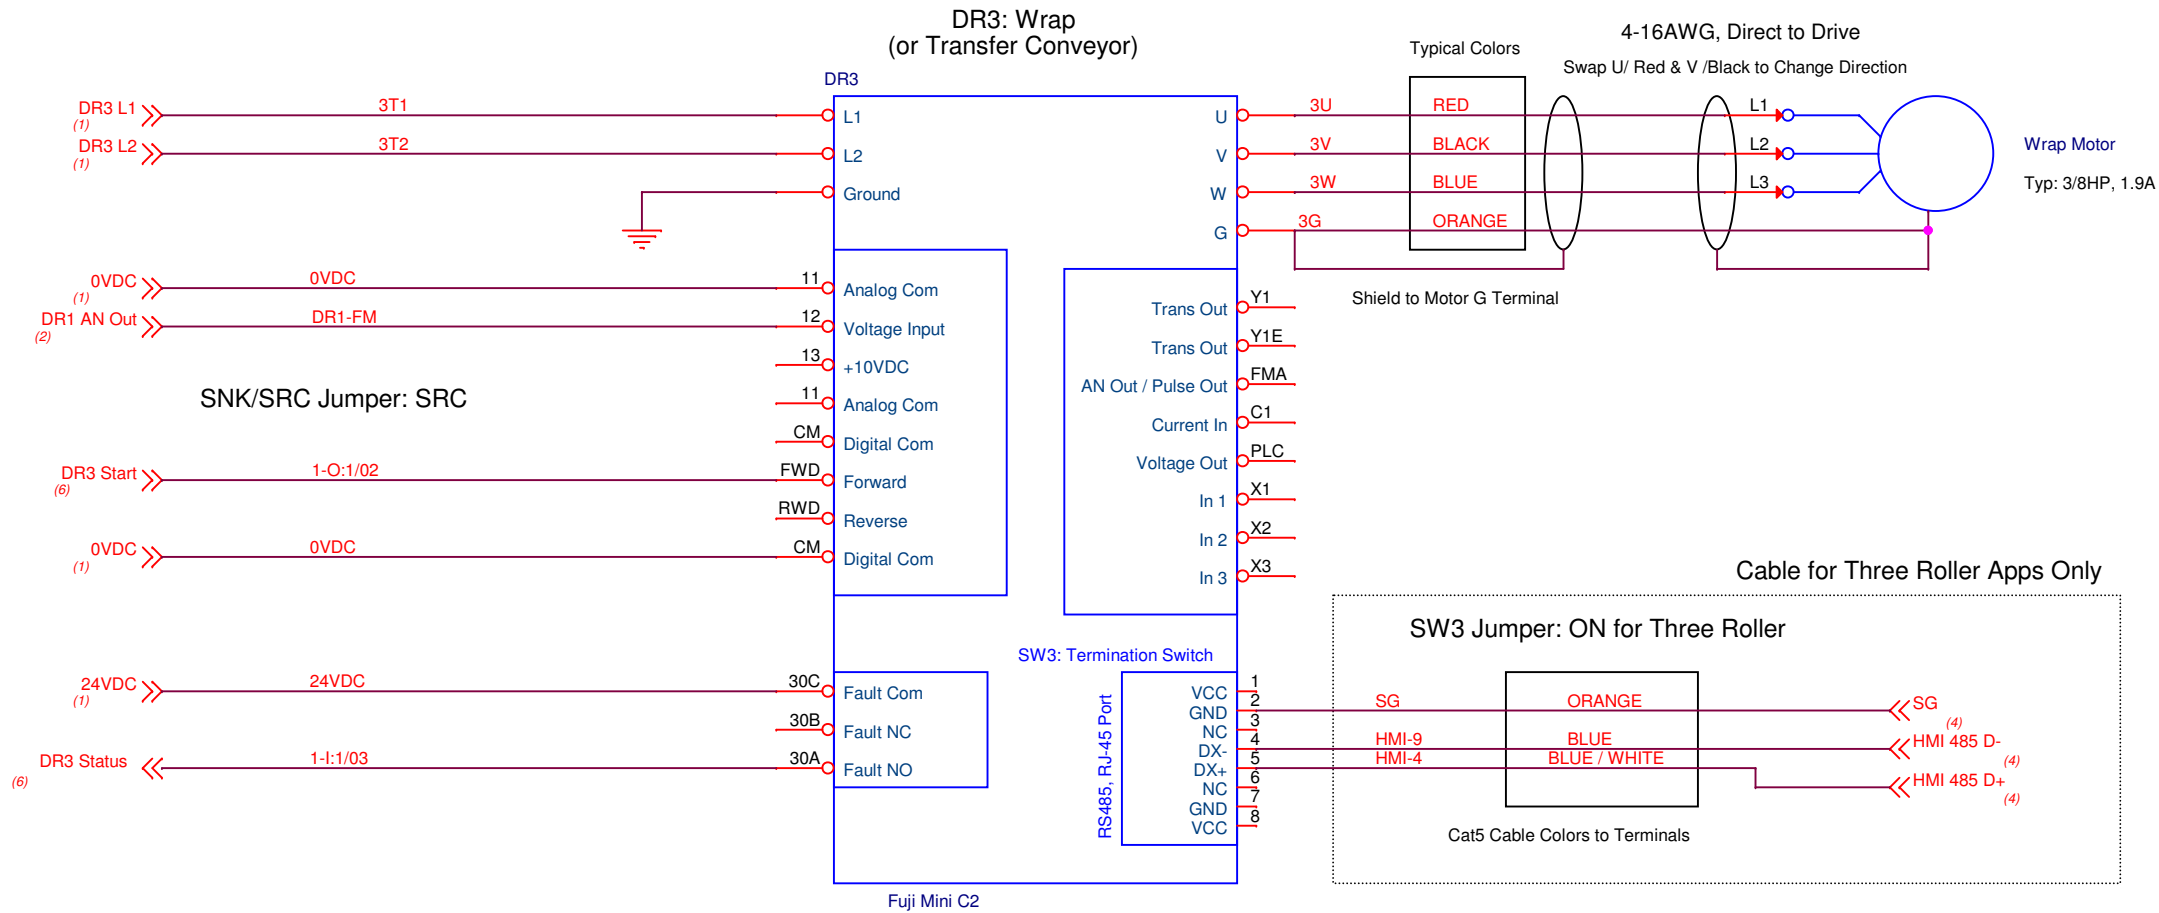 DR3: Wrap
(or Transfer Conveyor)
DR3
Typical Colors
4-16AWG, Direct to Drive
Swap U/ Red & V /Black to Change Direction
DR3 L1
(1)
3T1
L1
DR3 L2
(1)
3T2
L2
Ground
U
3U
RED
L1
V
3V
BLACK
L2
W
3W
BLUE
L3
G
3G
ORANGE
Wrap Motor
Typ: 3/8HP, 1.9A
Shield to Motor G Terminal
0VDC
(1)
0VDC
11
Analog Com
DR1 AN Out
(2)
DR1-FM
12
Voltage Input
13
+10VDC
SNK/SRC Jumper: SRC
11
Analog Com
CM
Digital Com
DR3 Start
(6)
1-O:1/02
FWD
Forward
RWD
Reverse
0VDC
(1)
0VDC
CM
Digital Com
Trans Out
Y1
Trans Out
Y1E
AN Out / Pulse Out
FMA
Current In
C1
Voltage Out
PLC
In 1
X1
In 2
X2
In 3
X3
24VDC
(1)
24VDC
30C
Fault Com
30B
Fault NC
DR3 Status
(6)
1-I:1/03
30A
Fault NO
SW3: Termination Switch
RS485, RJ-45 Port
VCC
1
GND
2
NC
3
DX-
4
DX+
5
NC
6
GND
7
VCC
8
Cable for Three Roller Apps Only
SW3 Jumper: ON for Three Roller
SG
ORANGE
SG
(4)
HMI-9
BLUE
HMI 485 D-
(4)
HMI-4
BLUE / WHITE
HMI 485 D+
(4)
Cat5 Cable Colors to Terminals
Fuji Mini C2